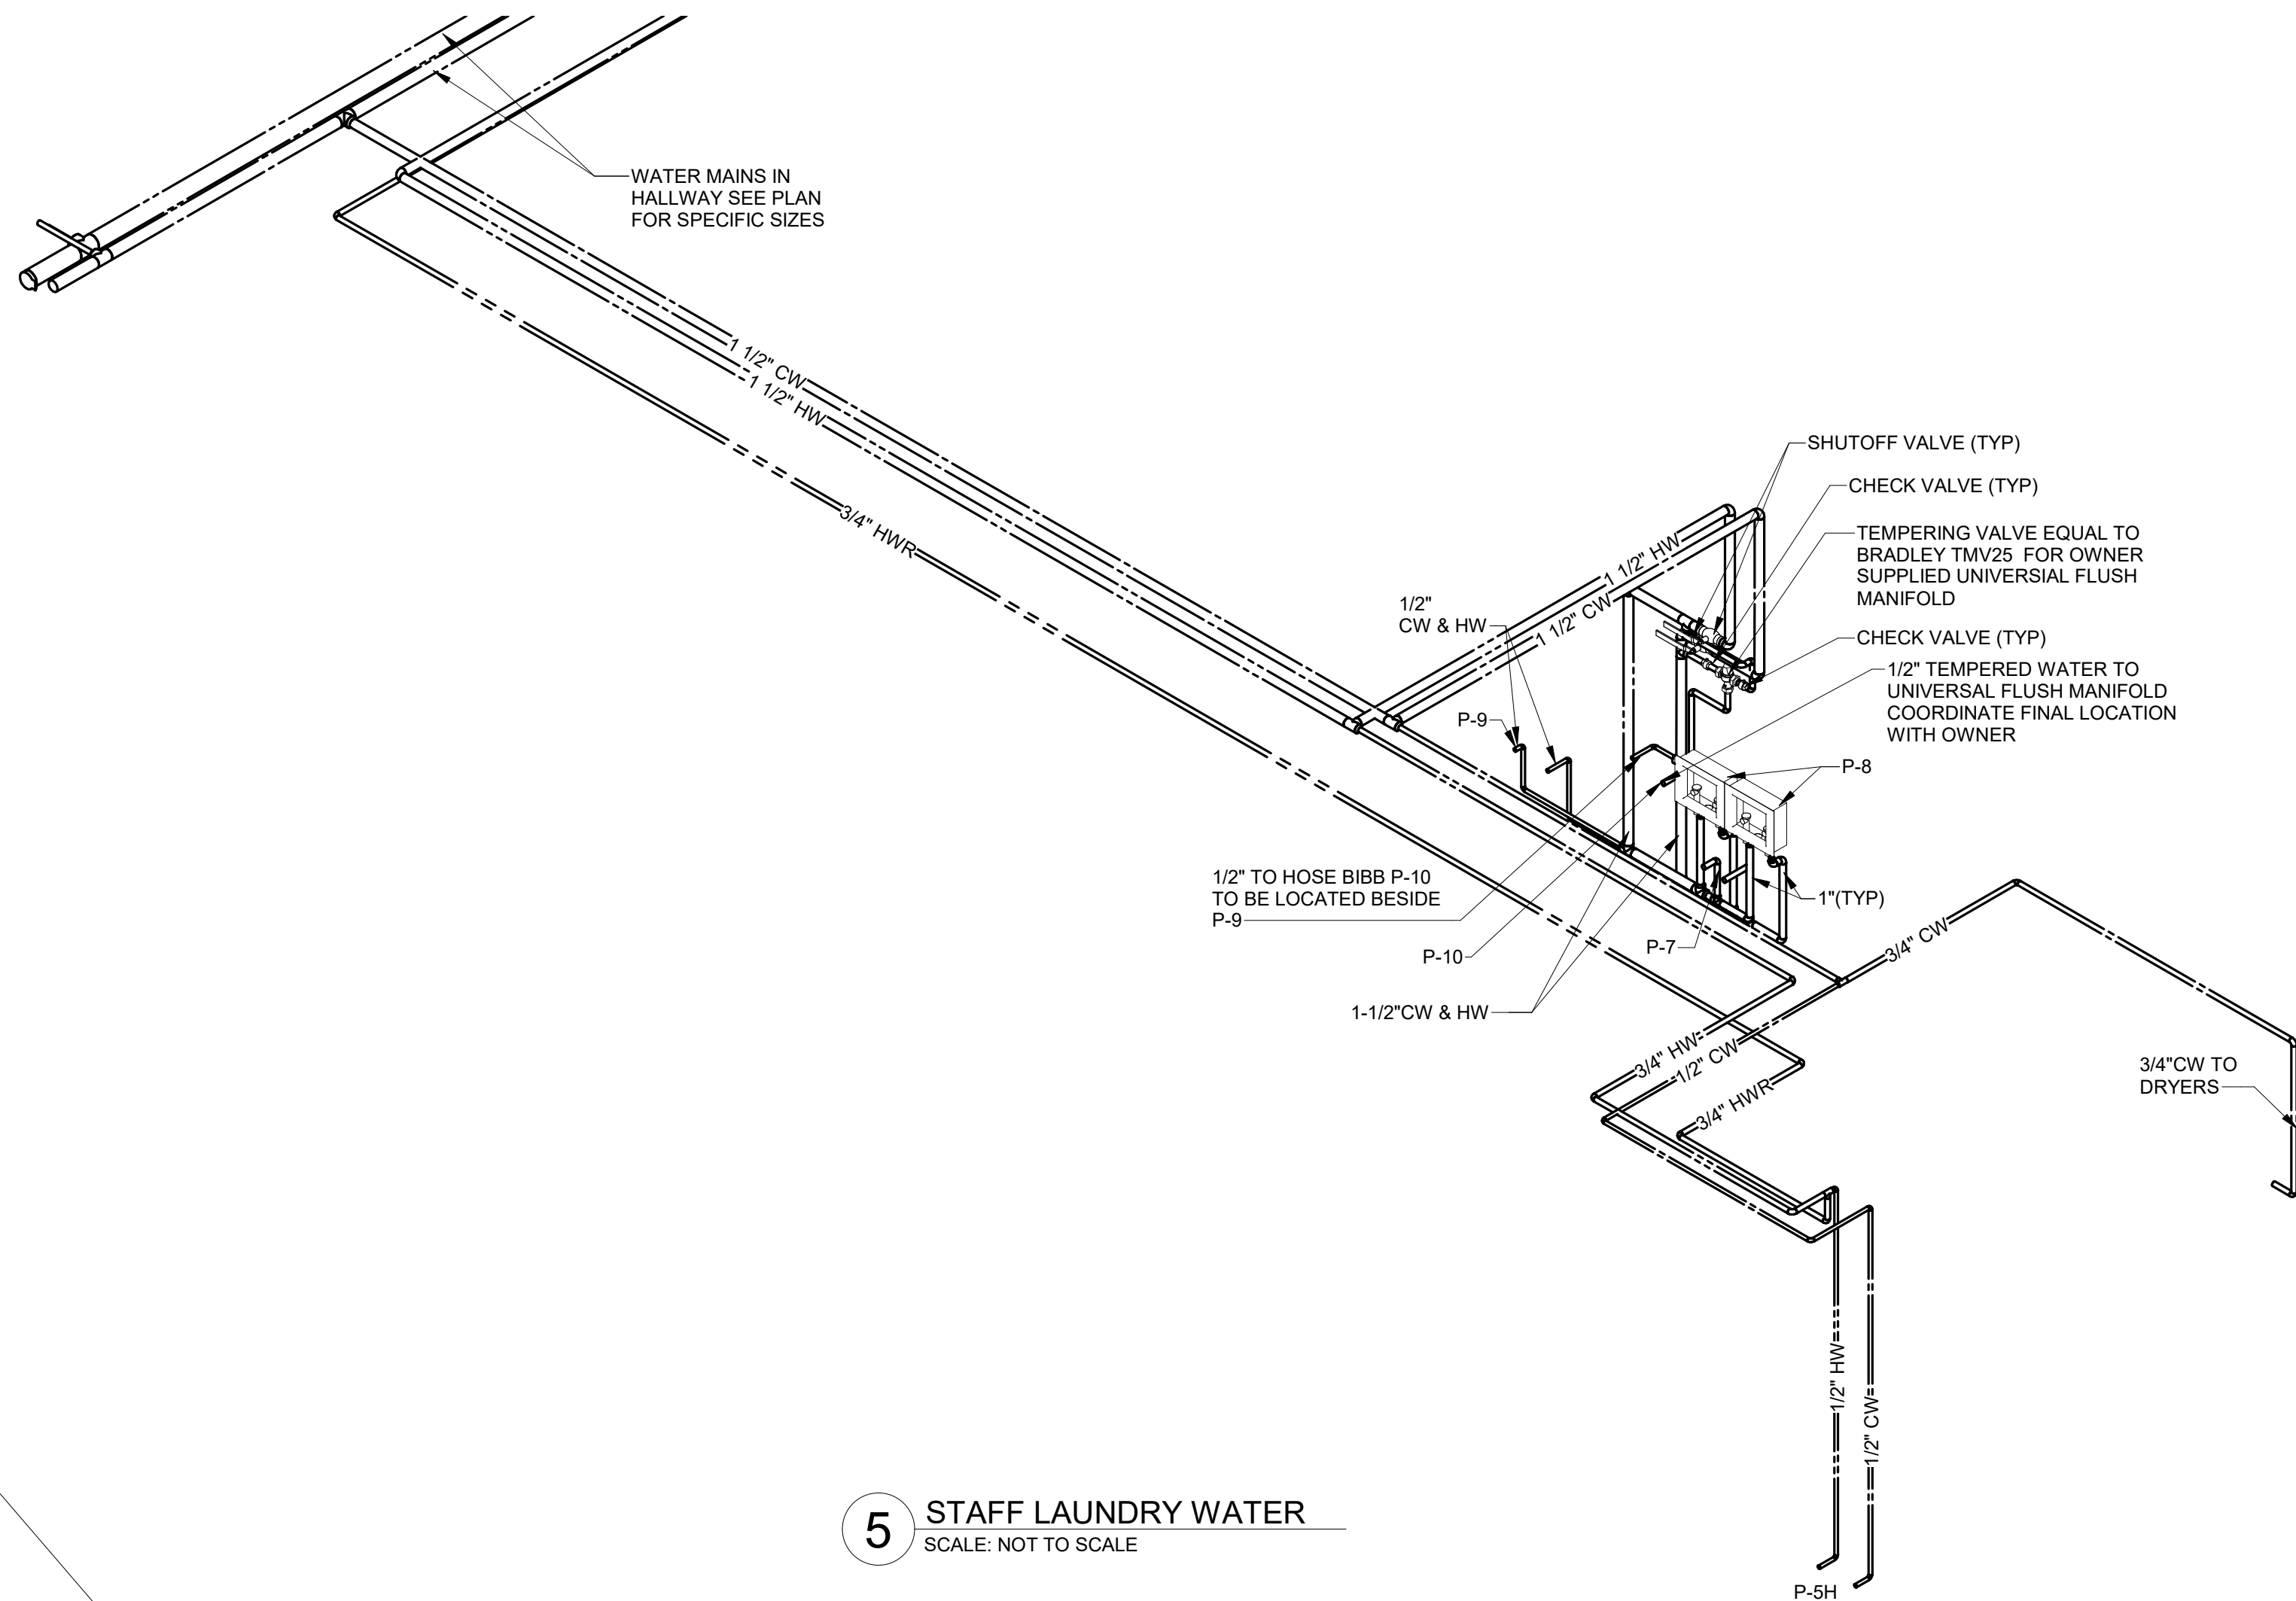 WATER MAINS IN
HALLWAY SEE PLAN
FOR SPECIFIC SIZES
1 1/2" CW
1 1/2" HW
3/4" HWR
SHUTOFF VALVE (TYP)
CHECK VALVE (TYP)
TEMPERING VALVE EQUAL TO
BRADLEY TMV25 FOR OWNER
SUPPLIED UNIVERSIAL FLUSH
MANIFOLD
1 1/2" HW
1 1/2" CW
1/2"
CW & HW
CHECK VALVE (TYP)
1/2" TEMPERED WATER TO
UNIVERSAL FLUSH MANIFOLD
COORDINATE FINAL LOCATION
WITH OWNER
P-9
P-8
1/2" TO HOSE BIBB P-10
TO BE LOCATED BESIDE
P-9
1"(TYP)
P-7
P-10
3/4" CW
1-1/2"CW & HW
3/4" HW
1/2" CW
3/4" HWR
3/4"CW TO
DRYERS
1/2" HW
1/2" CW
5
STAFF LAUNDRY WATER
SCALE: NOT TO SCALE
P-5H